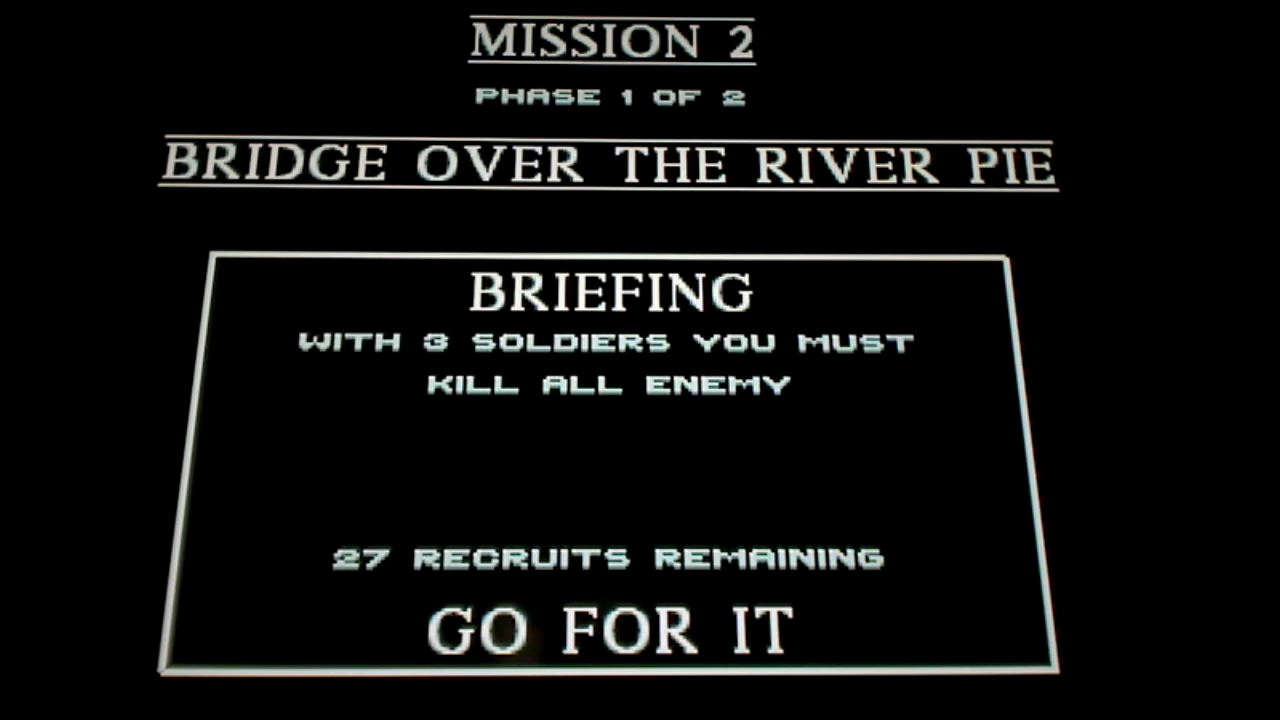 MISSION 2
PHASE 1 OF 2
BRIDGE OVER THE RIVER PIE
BRIEFING
WITH 3 SOLDIERS YOU MUST
KILL ALL ENEMY
27 RECRUITS REMAINING
GO FOR IT